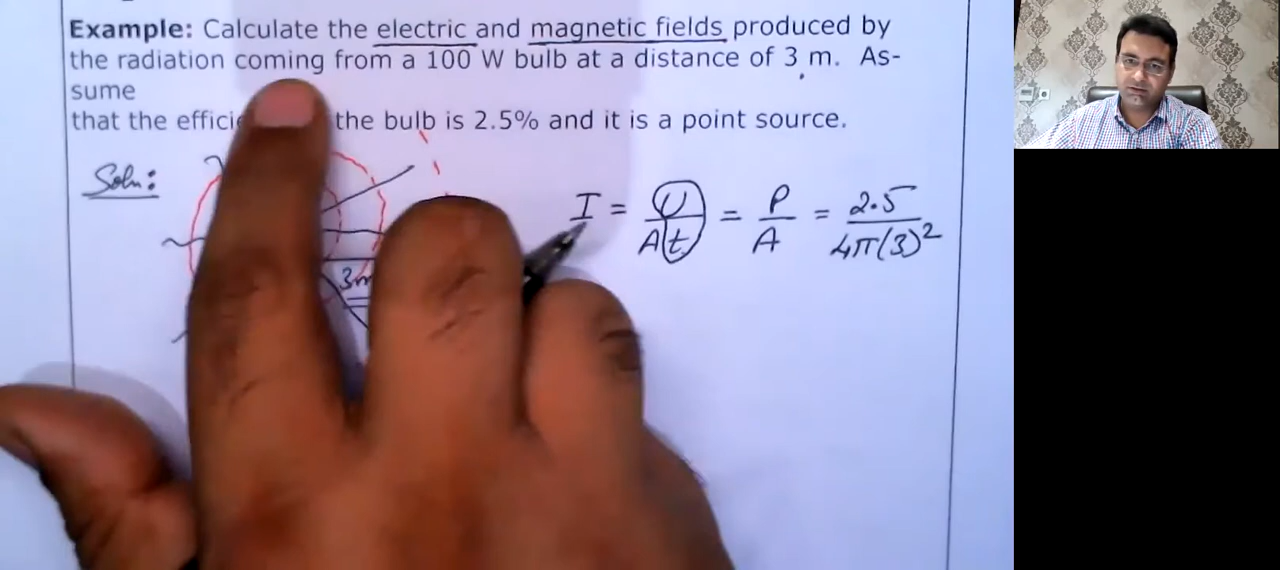 Example: Calculate the electric and magnetic fields produced by
the radiation coming from a 100 W bulb at a distance of 3 m. As-
sume
that the the bulb is 2.5% and it is a point source.
Soln:
I = U/At = P/A = 2.5/4π(3)²